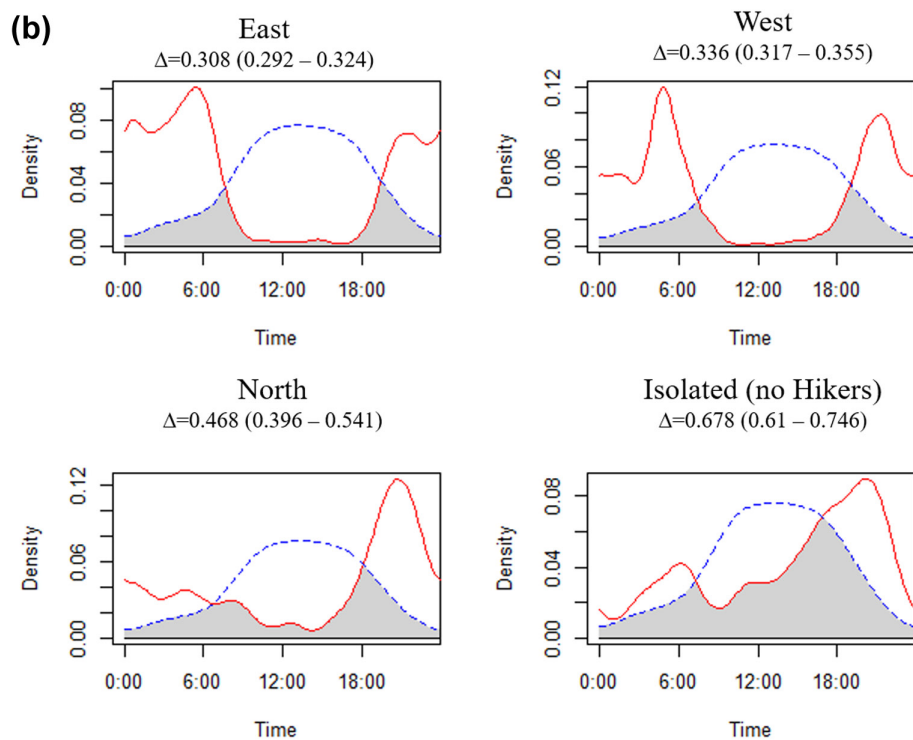 (b)
East
Δ=0.308 (0.292 – 0.324)
Density
0.00
0.04
0.08
0:00 6:00 12:00 18:00
Time
West
Δ=0.336 (0.317 – 0.355)
Density
0.00
0.06
0.12
0:00 6:00 12:00 18:00
Time
North
Δ=0.468 (0.396 – 0.541)
Density
0.00
0.06
0.12
0:00 6:00 12:00 18:00
Time
Isolated (no Hikers)
Δ=0.678 (0.61 – 0.746)
Density
0.00
0.04
0.08
0:00 6:00 12:00 18:00
Time